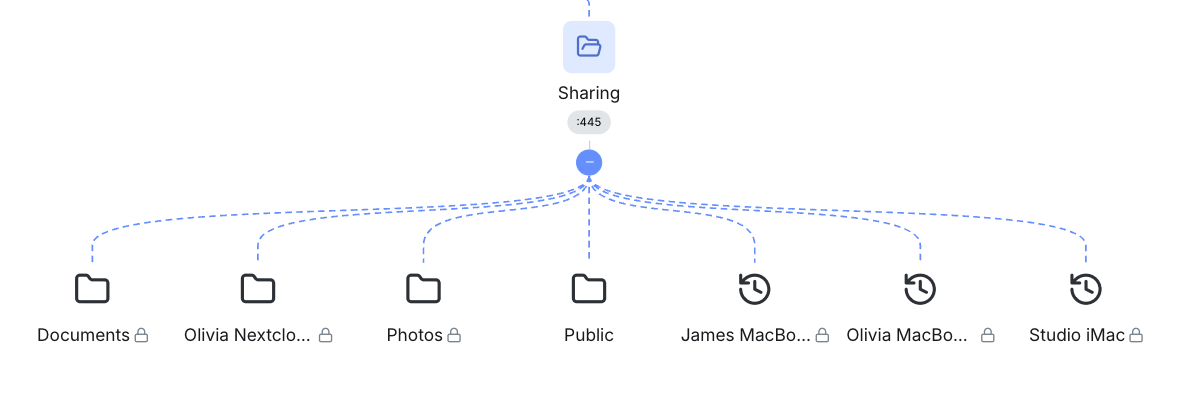 Sharing
:445
Documents
Olivia Nextclo...
Photos
Public
James MacBo...
Olivia MacBo...
Studio iMac